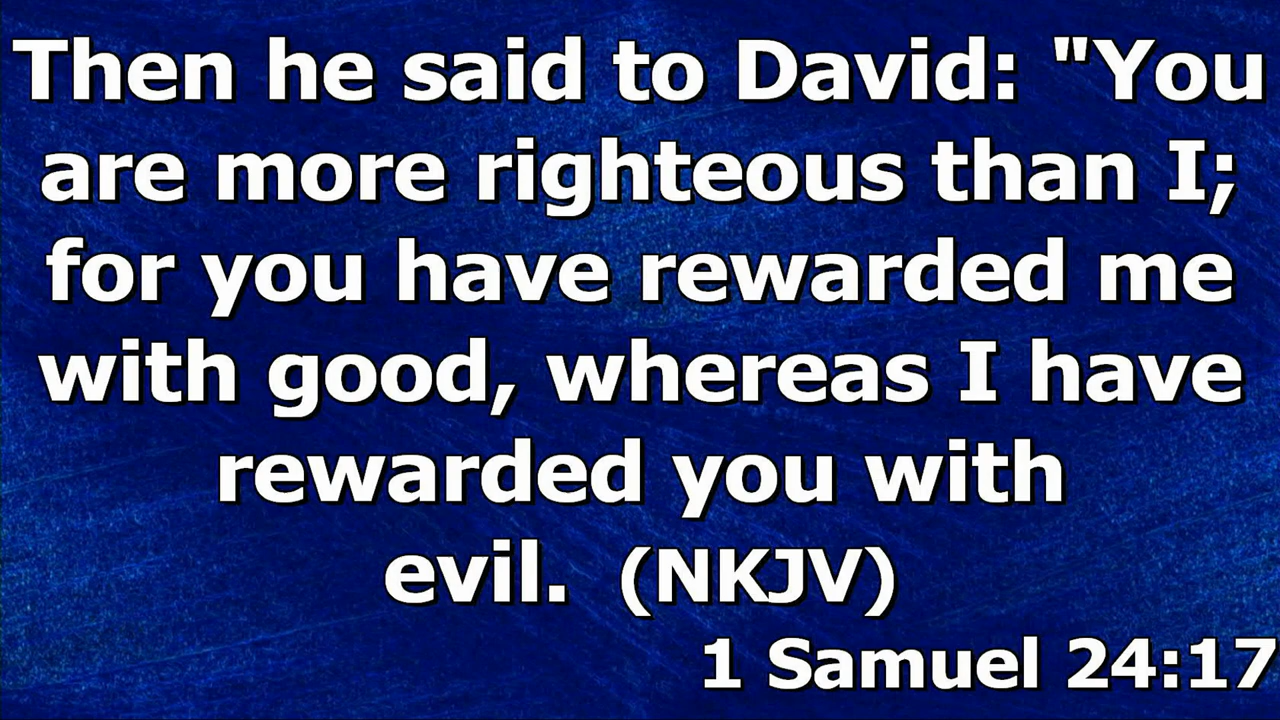 Then he said to David: "You
are more righteous than I;
for you have rewarded me
with good, whereas I have
rewarded you with
evil.  (NKJV)
1 Samuel 24:17